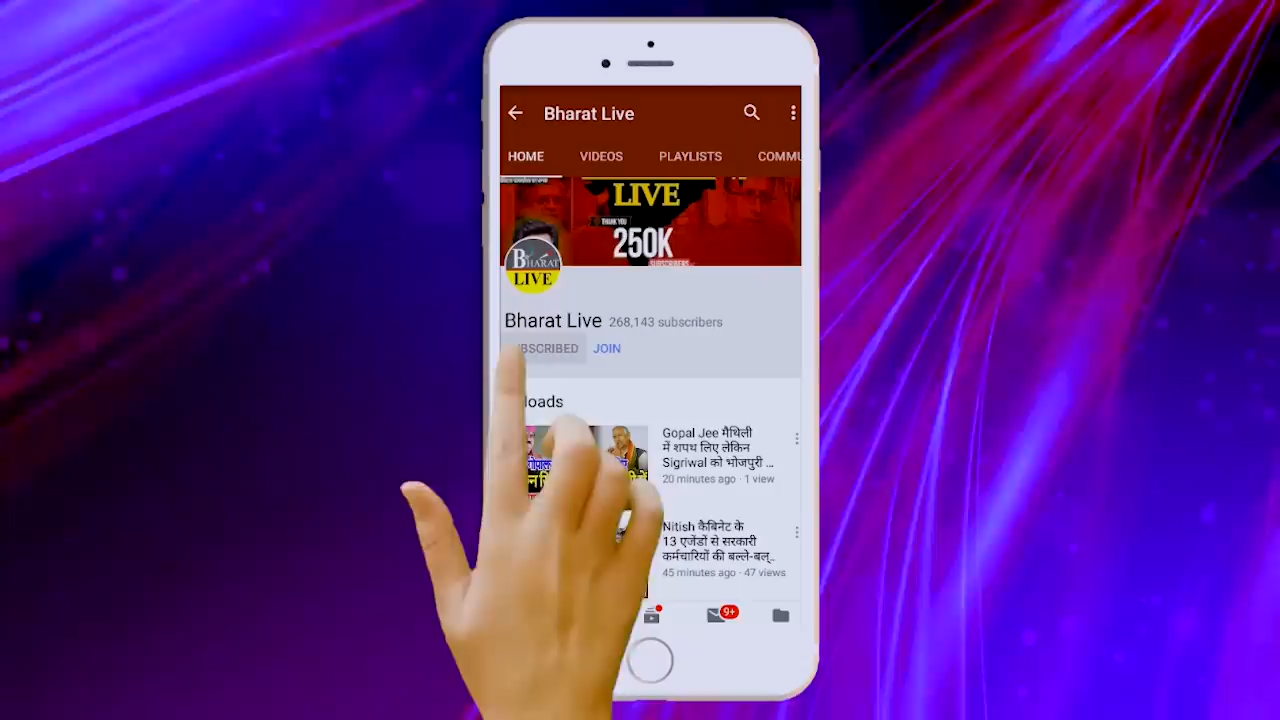 Bharat Live
HOME VIDEOS PLAYLISTS COMMU
LIVE
THANK YOU
250K
SUBSCRIBERS
BHARAT
LIVE
Bharat Live 268,143 subscribers
BSCRIBED JOIN
loads
Gopal Jee मैथिली
में शपथ लिए लेकिन
Sigriwal को भोजपुरी ...
20 minutes ago · 1 view
Nitish कैबिनेट के
13 एजेंडों से सरकारी
कर्मचारियों की बल्ले-बल्..
45 minutes ago · 47 views
9+